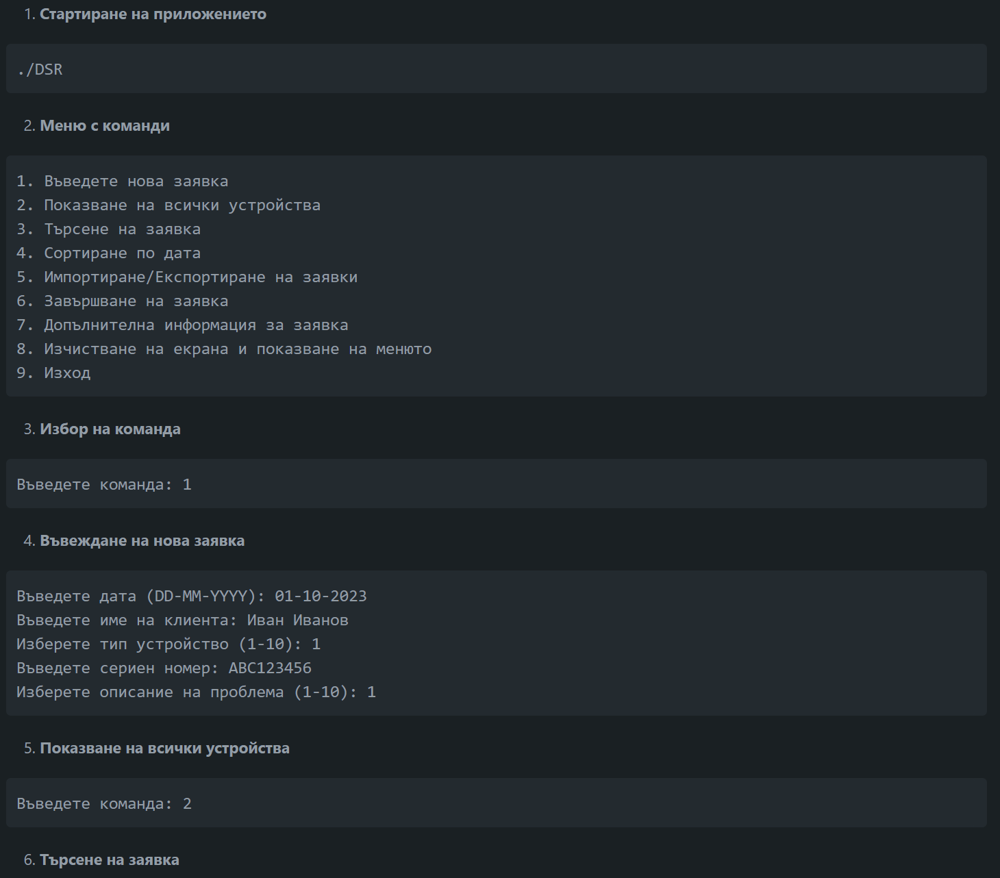 1. Стартиране на приложението
./DSR
2. Меню с команди
1. Въведете нова заявка
2. Показване на всички устройства
3. Търсене на заявка
4. Сортиране по дата
5. Импортиране/Експортиране на заявки
6. Завършване на заявка
7. Допълнителна информация за заявка
8. Изчистване на екрана и показване на менюто
9. Изход
3. Избор на команда
Въведете команда: 1
4. Въвеждане на нова заявка
Въведете дата (DD-MM-YYYY): 01-10-2023
Въведете име на клиента: Иван Иванов
Изберете тип устройство (1-10): 1
Въведете сериен номер: ABC123456
Изберете описание на проблема (1-10): 1
5. Показване на всички устройства
Въведете команда: 2
6. Търсене на заявка